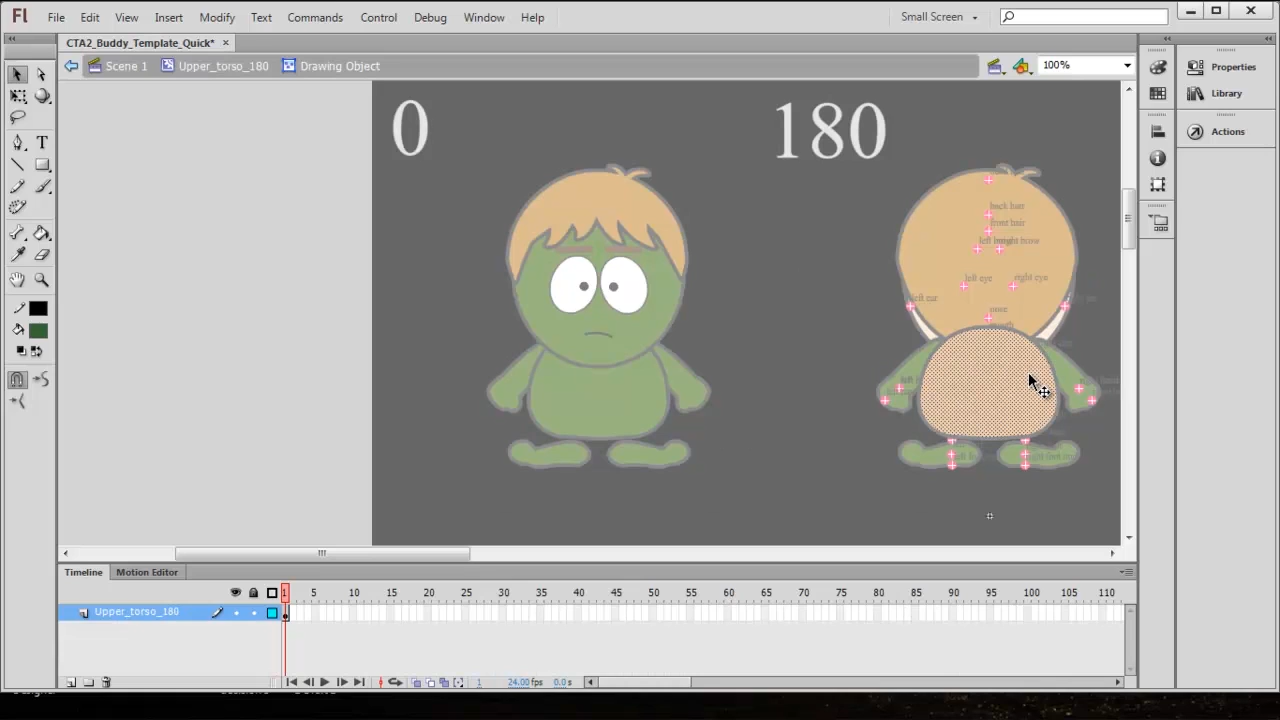 Fl File Edit View Insert Modify Text Commands Control Debug Window Help Small Screen
CTA2_Buddy_Template_Quick* x
Scene 1 Upper_torso_180 Drawing Object 100%
Properties
Library
Actions
0 180
back hair
front hair
left eye right eye
left ear
nose
Timeline Motion Editor
1 5 10 15 20 25 30 35 40 45 50 55 60 65 70 75 80 85 90 95 100 105 110
Upper_torso_180
1 24.00 fps 0.0 s